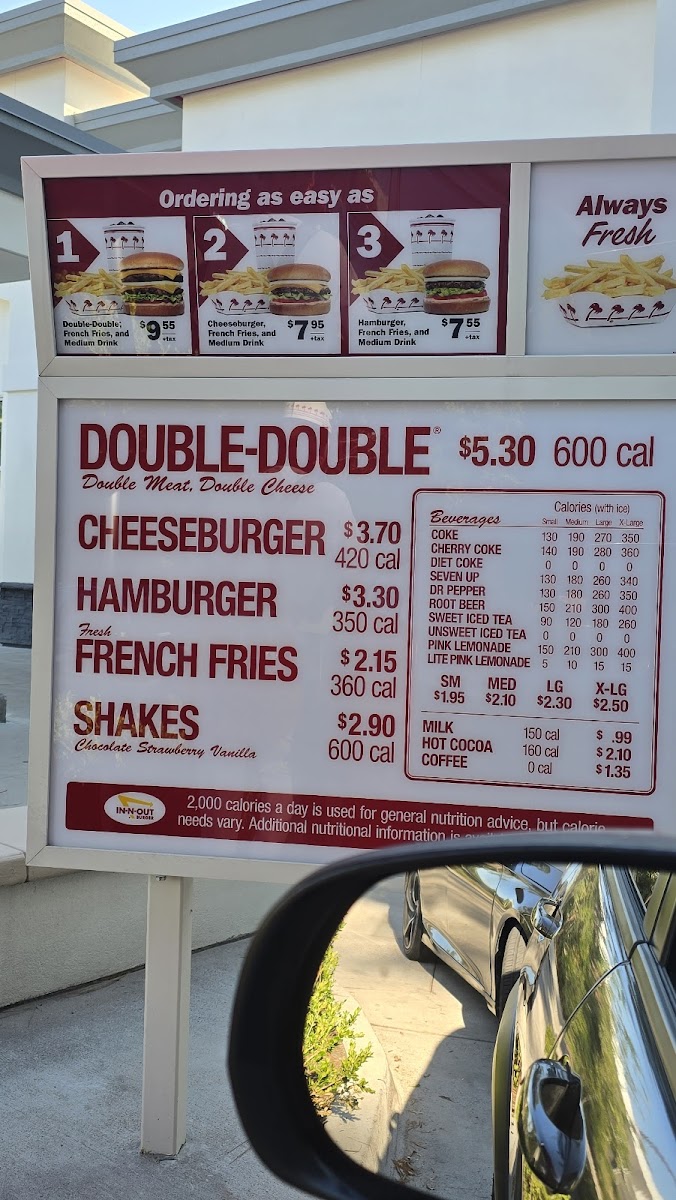 Ordering as easy as
1
Double-Double,
French Fries, and
Medium Drink
$9 55
+tax
2
Cheeseburger,
French Fries, and
Medium Drink
$7 95
+tax
3
Hamburger,
French Fries, and
Medium Drink
$7 55
+tax
Always
Fresh
DOUBLE-DOUBLE® $5.30 600 cal
Double Meat, Double Cheese
CHEESEBURGER $3.70
420 cal
HAMBURGER $3.30
350 cal
Fresh
FRENCH FRIES $2.15
360 cal
SHAKES $2.90
Chocolate Strawberry Vanilla 600 cal
Calories (with ice)
Beverages Small Medium Large X-Large
COKE 130 190 270 350
CHERRY COKE 140 190 280 360
DIET COKE 0 0 0 0
SEVEN UP 130 180 260 340
DR PEPPER 130 180 260 350
ROOT BEER 150 210 300 400
SWEET ICED TEA 90 120 180 260
UNSWEET ICED TEA 0 0 0 0
PINK LEMONADE 150 210 300 400
LITE PINK LEMONADE 5 10 15 15
SM MED LG X-LG
$1.95 $2.10 $2.30 $2.50
MILK 150 cal $ .99
HOT COCOA 160 cal $2.10
COFFEE 0 cal $1.35
IN-N-OUT
BURGER
2,000 calories a day is used for general nutrition advice, but calorie
needs vary. Additional nutritional information is